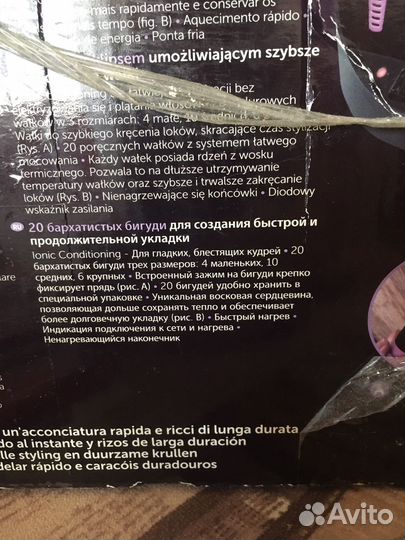 mais rapidamente e conservar os
s tempo (fig. B) • Aquecimento rápido •
de energia • Ponta fria
umożliwiającym szybsze
wałków w 3 rozmiarach: 4 małe, 10
Wałki do szybkiego kręcenia loków, skracające czas stylizacji
(Rys. A) • 20 poręcznych wałków z systemem łatwego
mocowania • Każdy wałek posiada rdzeń z wosku
termicznego. Pozwala to na dłuższe utrzymywanie
temperatury wałków oraz szybsze i trwalsze zakręcanie
loków (Rys. B) • Nienagrzewające się końcówki • Diodowy
wskaźnik zasilania
RU 20 бархатистых бигуди для создания быстрой и
продолжительной укладки
Ionic Conditioning - Для гладких, блестящих кудрей • 20
бархатистых бигуди трех размеров: 4 маленьких, 10
средних, 6 крупных • Встроенный зажим на бигуди крепко
фиксирует прядь (рис. А) • 20 бигудей удобно хранить в
специальной упаковке • Уникальная восковая сердцевина,
позволяющая дольше сохранять тепло и обеспечивает
более долговечную укладку (рис. В) • Быстрый нагрев •
Индикация подключения к сети и нагрева •
Ненагревающийся наконечник
un'acconciatura rapida e ricci di lunga durata
do al instante y rizos de larga duración
lle styling en duurzame krullen
delar rápido e caracóis duradouros
Avito